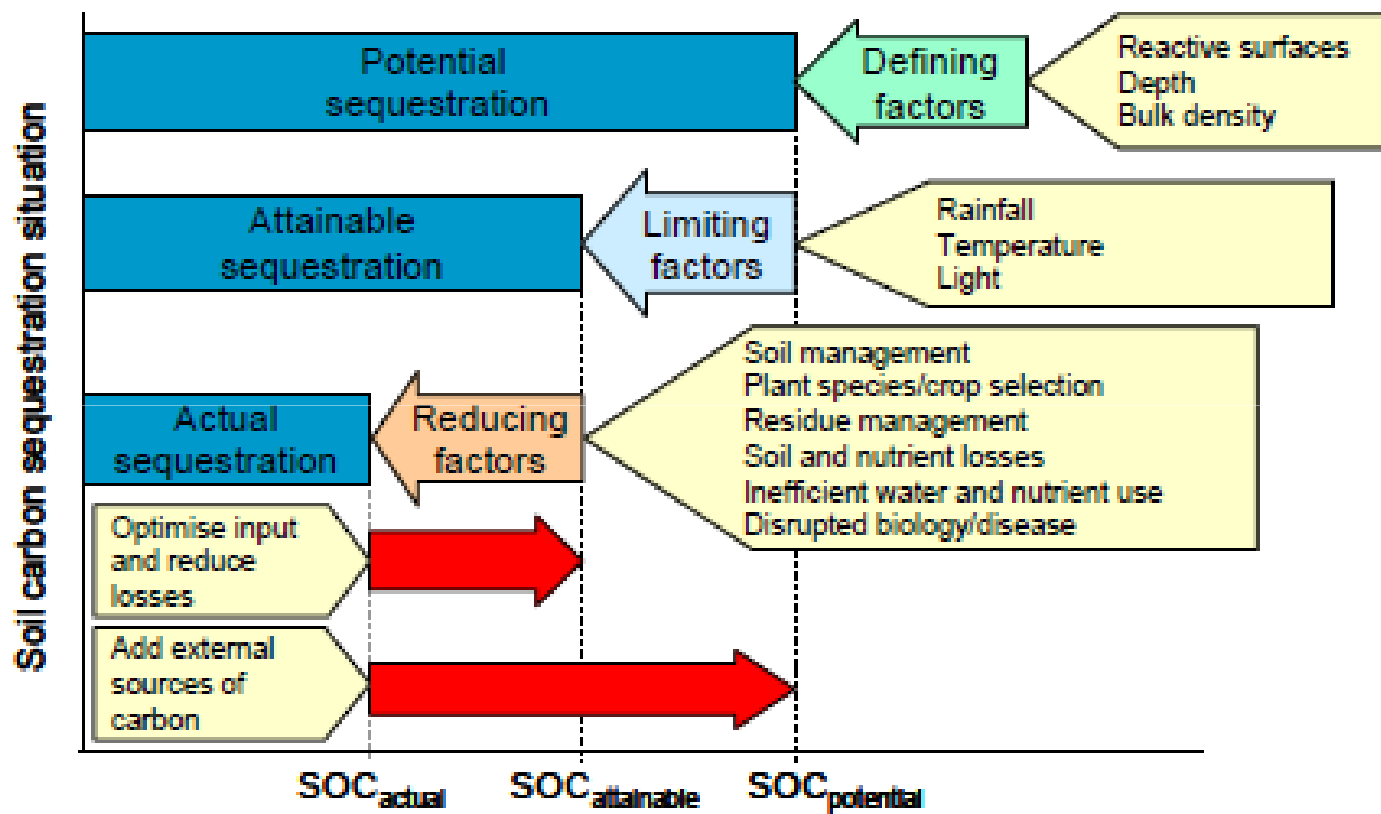 Soil carbon sequestration situation
Potential
sequestration
Defining
factors
Reactive surfaces
Depth
Bulk density
Attainable
sequestration
Limiting
factors
Rainfall
Temperature
Light
Actual
sequestration
Reducing
factors
Soil management
Plant species/crop selection
Residue management
Soil and nutrient losses
Inefficient water and nutrient use
Disrupted biology/disease
Optimise input
and reduce
losses
Add external
sources of
carbon
SOCactual SOCattainable SOCpotential